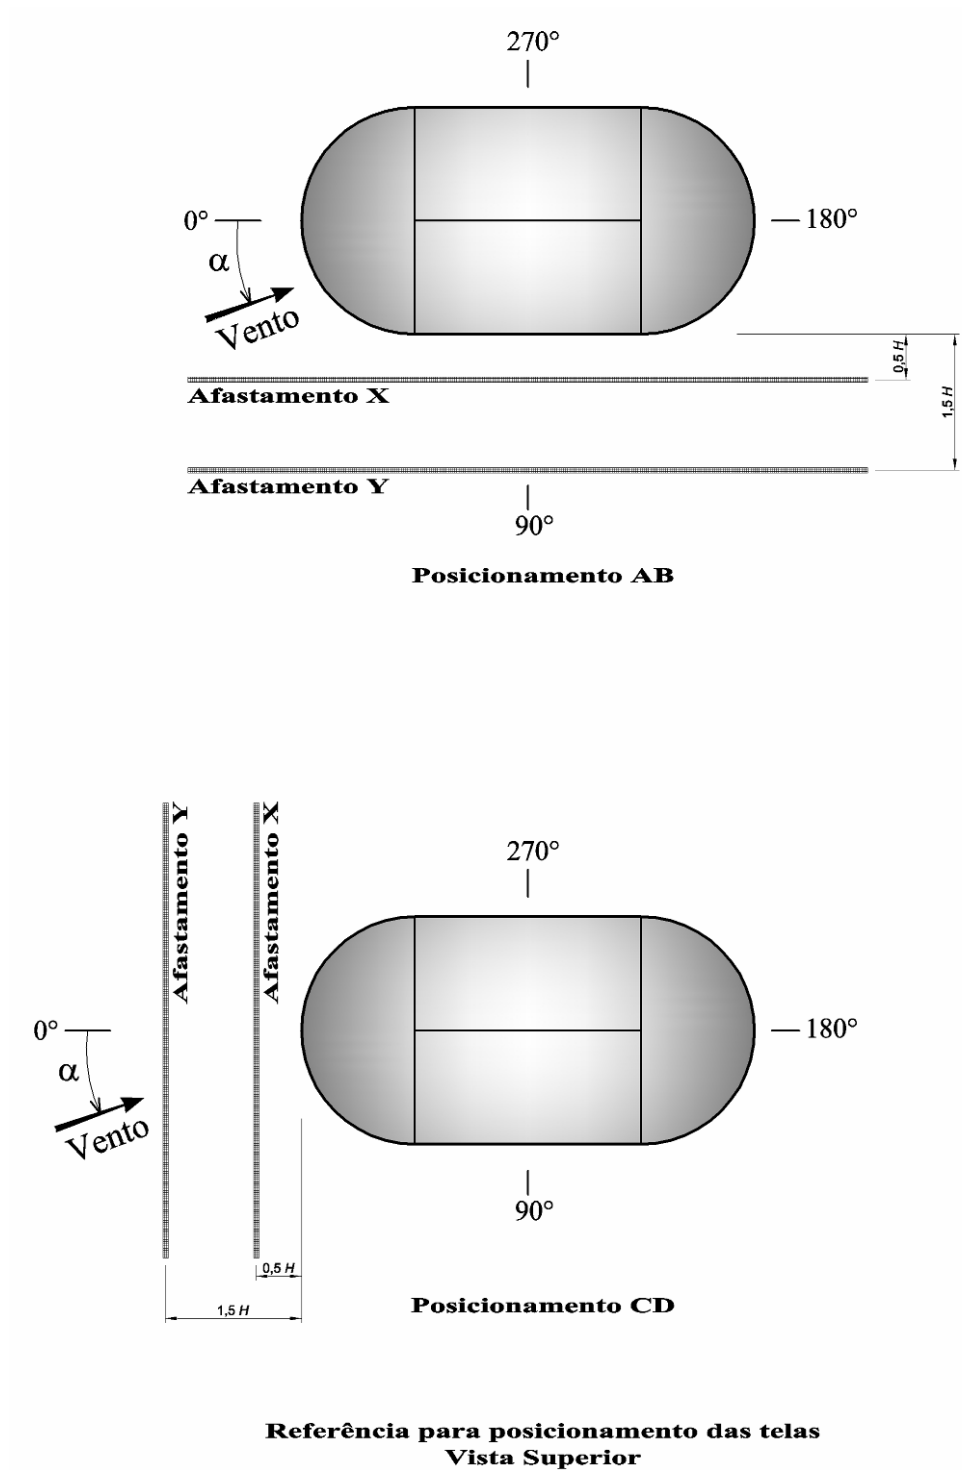 270°
0°
180°
α
Vento
0,5 H
1,5 H
Afastamento X
Afastamento Y
90°
Posicionamento AB
Afastamento Y
Afastamento X
270°
0°
180°
α
Vento
90°
0,5 H
1,5 H
Posicionamento CD
Referência para posicionamento das telas
Vista Superior